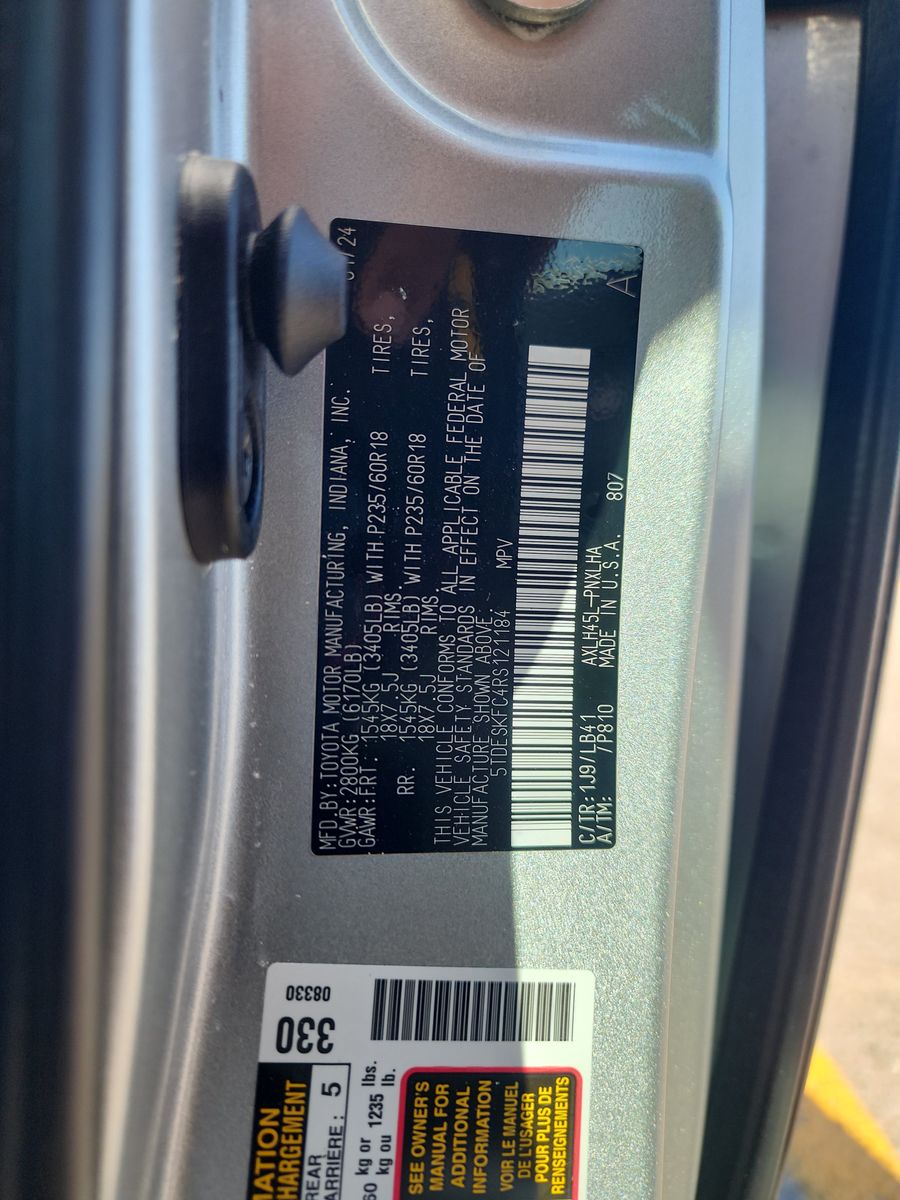 MFD.BY:TOYOTA MOTOR MANUFACTURING, INDIANA, INC. /24
GVWR:2800KG (6170LB)
GAWR:FRT. 1545KG (3405LB) WITH P235/60R18 TIRES,
18X7.5J RIMS
RR. 1545KG (3405LB) WITH P235/60R18 TIRES,
18X7.5J RIMS.
THIS VEHICLE CONFORMS TO ALL APPLICABLE FEDERAL MOTOR
VEHICLE SAFETY STANDARDS IN EFFECT ON THE DATE OF
MANUFACTURE SHOWN ABOVE.
5TDESKFC4RS121184 MPV
C/TR:1J9/LB41 AXLH45L-PNXLHA
A/TM: /P810 MADE IN U.S.A. 807
A
330
08330
MATION
HARGEMENT
REAR
ARRIERE : 5
60 kg or 1235 lbs.
kg ou lb.
SEE OWNER'S
MANUAL FOR
ADDITIONAL
INFORMATION
VOIR LE MANUEL
DE L'USAGER
POUR PLUS DE
RENSEIGNEMENTS